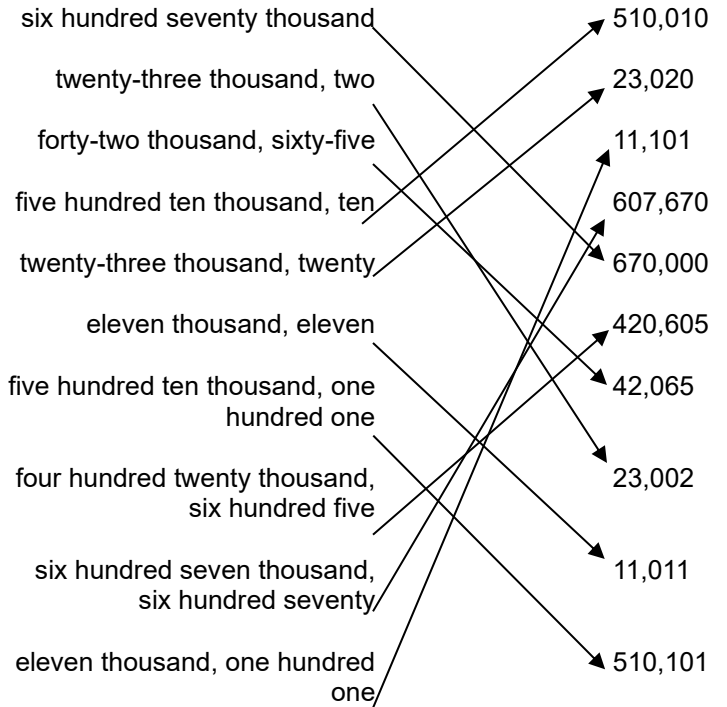 six hundred seventy thousand 510,010
twenty-three thousand, two 23,020
forty-two thousand, sixty-five 11,101
five hundred ten thousand, ten 607,670
twenty-three thousand, twenty 670,000
eleven thousand, eleven 420,605
five hundred ten thousand, one 42,065
hundred one
four hundred twenty thousand, 23,002
six hundred five
six hundred seven thousand, 11,011
six hundred seventy
eleven thousand, one hundred 510,101
one